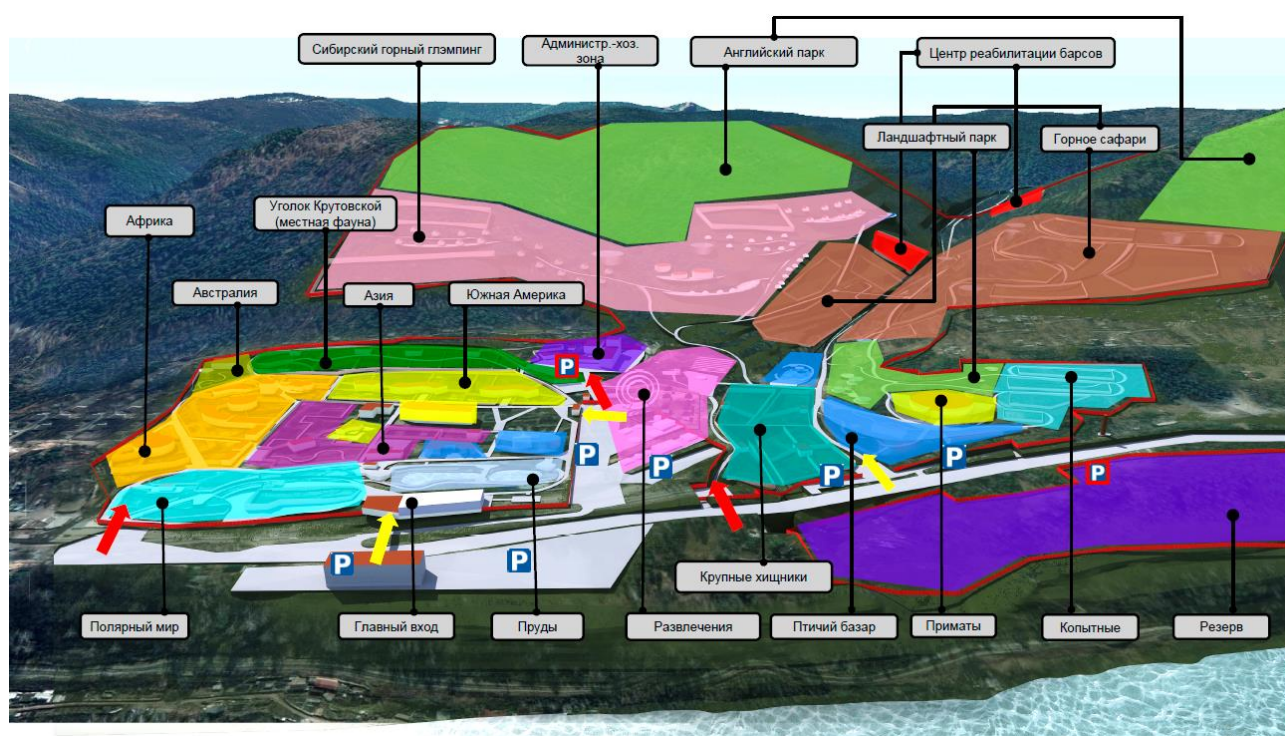 Сибирский горный глэмпинг
Администр.-хоз.
зона
Английский парк
Центр реабилитации барсов
Ландшафтный парк
Горное сафари
Африка
Уголок Крутовской
(местная фауна)
Австралия
Азия
Южная Америка
P
P
P
P
P
P
P
P
Крупные хищники
Полярный мир
Главный вход
Пруды
Развлечения
Птичий базар
Приматы
Копытные
Резерв